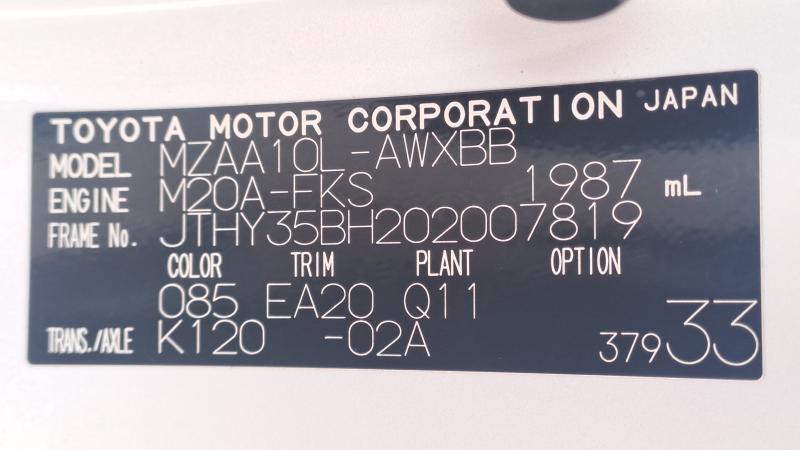 TOYOTA MOTOR CORPORATION JAPAN
MODEL MZAA10L-AWXBB
ENGINE M20A-FKS 1987 mL
FRAME No. JTHY35BH202007819
COLOR TRIM PLANT OPTION
085 EA20 Q11
TRANS./AXLE K120 -02A 37933